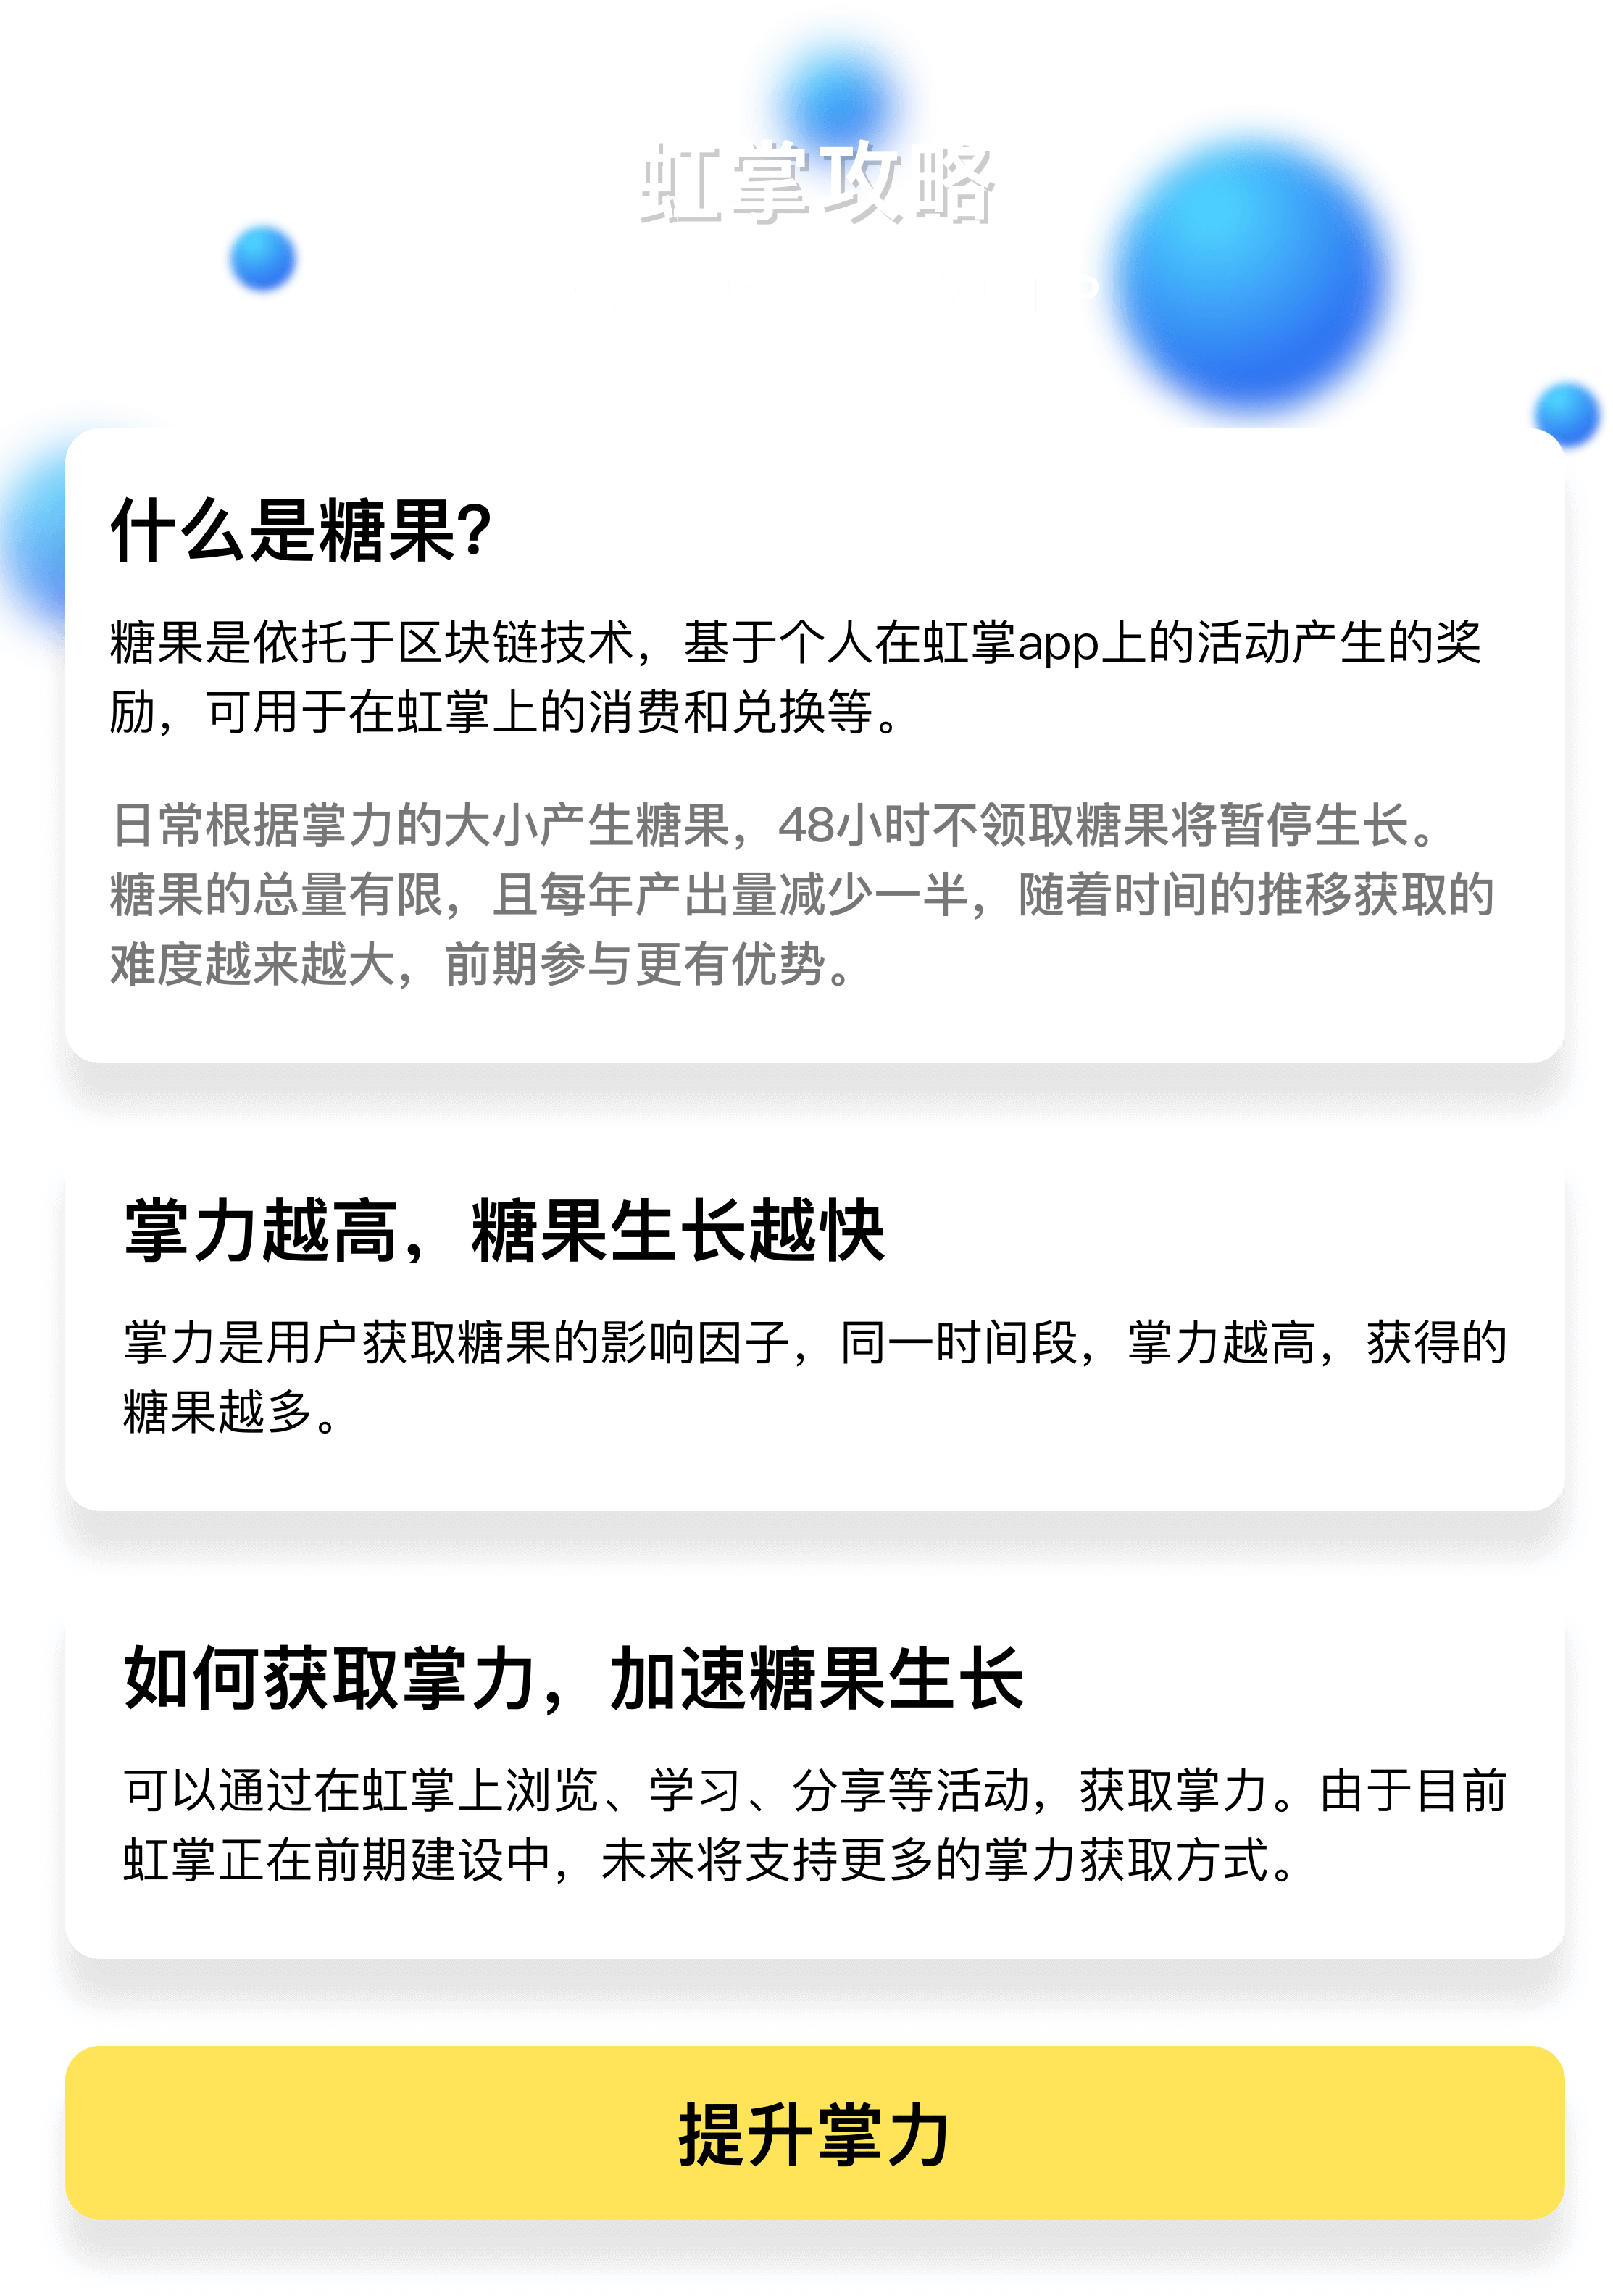 虹掌攻略
什么是糖果?
糖果是依托于区块链技术，基于个人在虹掌app上的活动产生的奖
励，可用于在虹掌上的消费和兑换等。
日常根据掌力的大小产生糖果，48小时不领取糖果将暂停生长。
糖果的总量有限，且每年产出量减少一半，随着时间的推移获取的
难度越来越大，前期参与更有优势。
掌力越高，糖果生长越快
掌力是用户获取糖果的影响因子，同一时间段，掌力越高，获得的
糖果越多。
如何获取掌力，加速糖果生长
可以通过在虹掌上浏览、学习、分享等活动，获取掌力。由于目前
虹掌正在前期建设中，未来将支持更多的掌力获取方式。
提升掌力